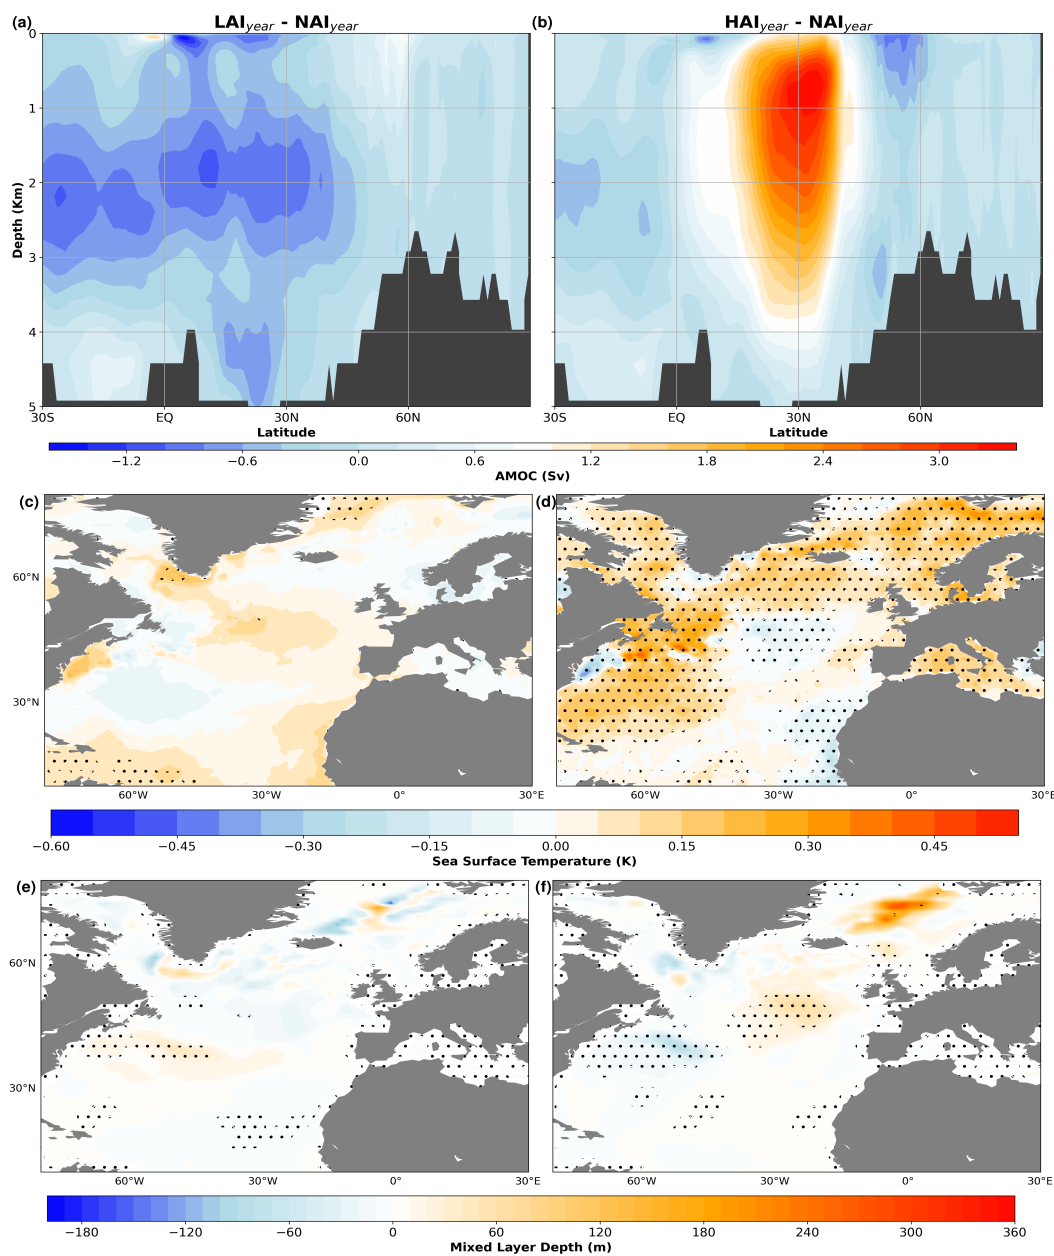 (a) LAIyear - NAIyear
(b) HAIyear - NAIyear
0
1
2
3
4
5
Depth (Km)
30S EQ 30N 60N
Latitude
EQ 30N 60N
Latitude
−1.2 −0.6 0.0 0.6 1.2 1.8 2.4 3.0
AMOC (Sv)
(c)
(d)
60°N
30°N
60°W 30°W 0° 30°E
60°W 30°W 0° 30°E
−0.60 −0.45 −0.30 −0.15 0.00 0.15 0.30 0.45
Sea Surface Temperature (K)
(e)
(f)
60°N
30°N
60°W 30°W 0° 30°E
60°W 30°W 0° 30°E
−180 −120 −60 0 60 120 180 240 300 360
Mixed Layer Depth (m)